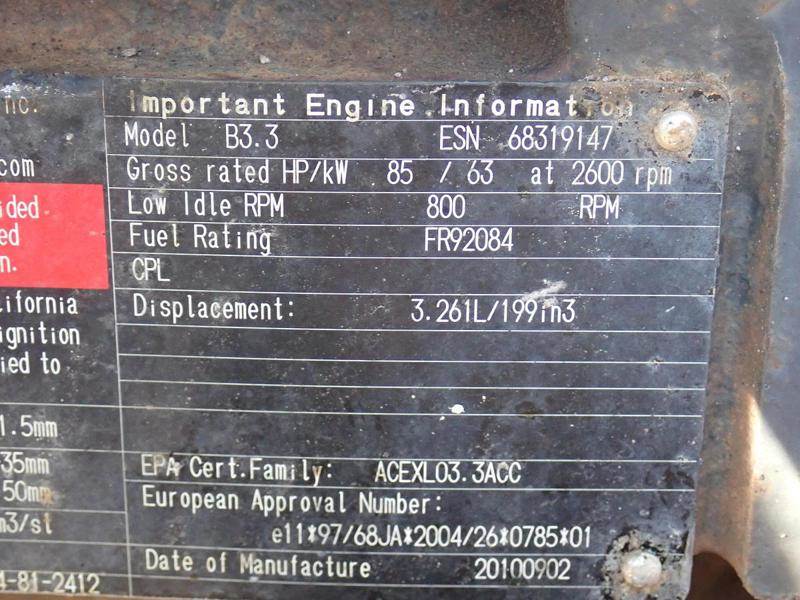 Inc.
com
ided
ed
n.
lifornia
ignition
ied to
1.5mm
35mm
50mm
m3/st
4-81-2412
Important Engine Information
Model B3.3 ESN 68319147
Gross rated HP/kW 85 / 63 at 2600 rpm
Low Idle RPM 800 RPM
Fuel Rating FR92084
CPL
Displacement: 3.261L/199in3
EPA Cert.Family: ACEXL03.3ACC
European Approval Number:
e11*97/68JA*2004/26*0785*01
Date of Manufacture 20100902